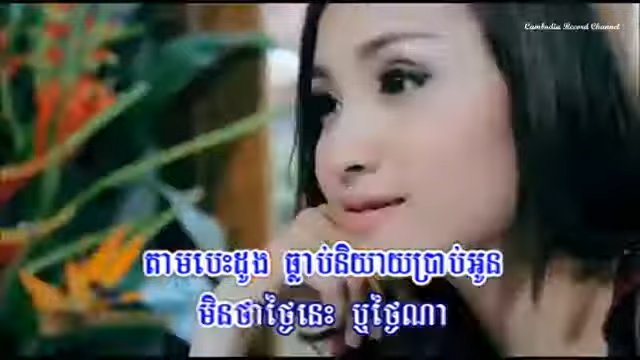 Cambodia Record Channel
តាមបេះដូង ធ្លាប់និយាយប្រាប់អូន
មិនថាថ្ងៃនេះ ឬថ្ងៃណា